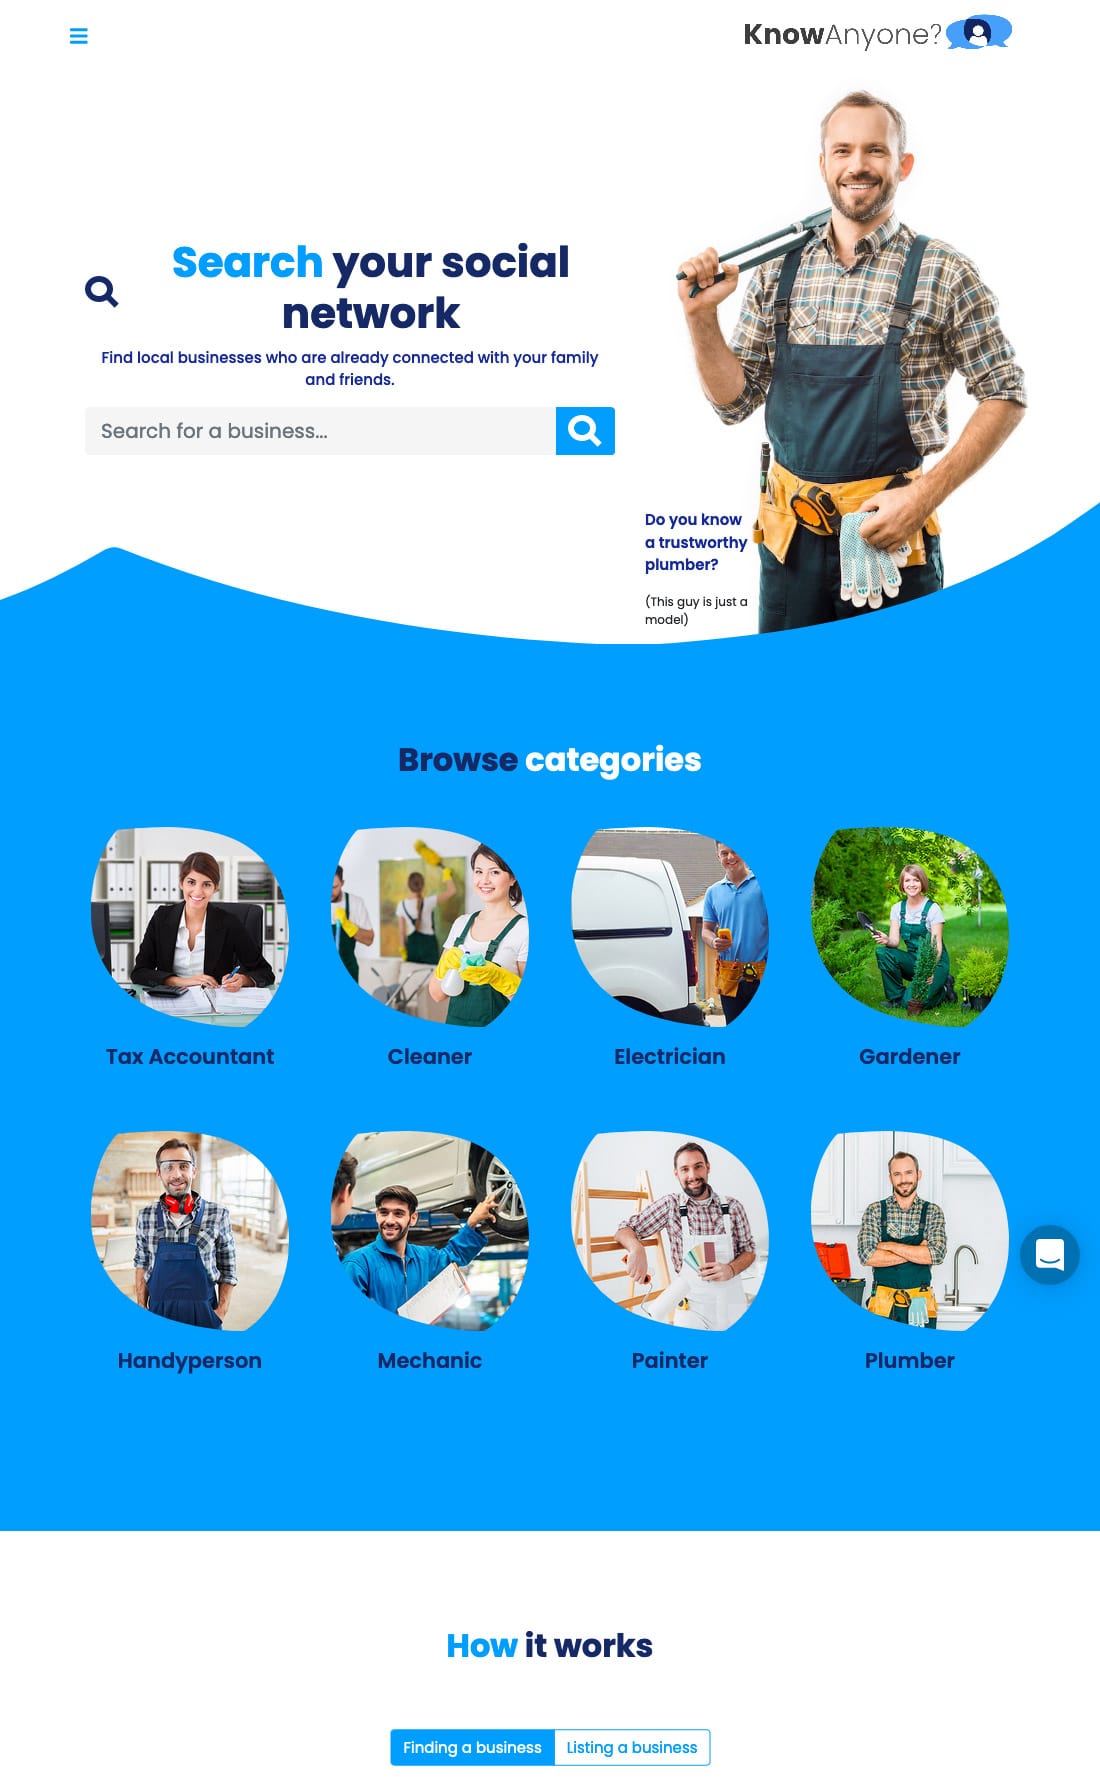 KnowAnyone?
Search your social
network
Find local businesses who are already connected with your family
and friends.
Search for a business...
Do you know
a trustworthy
plumber?
(This guy is just a
model)
Browse categories
Tax Accountant
Cleaner
Electrician
Gardener
Handyperson
Mechanic
Painter
Plumber
How it works
Finding a business
Listing a business